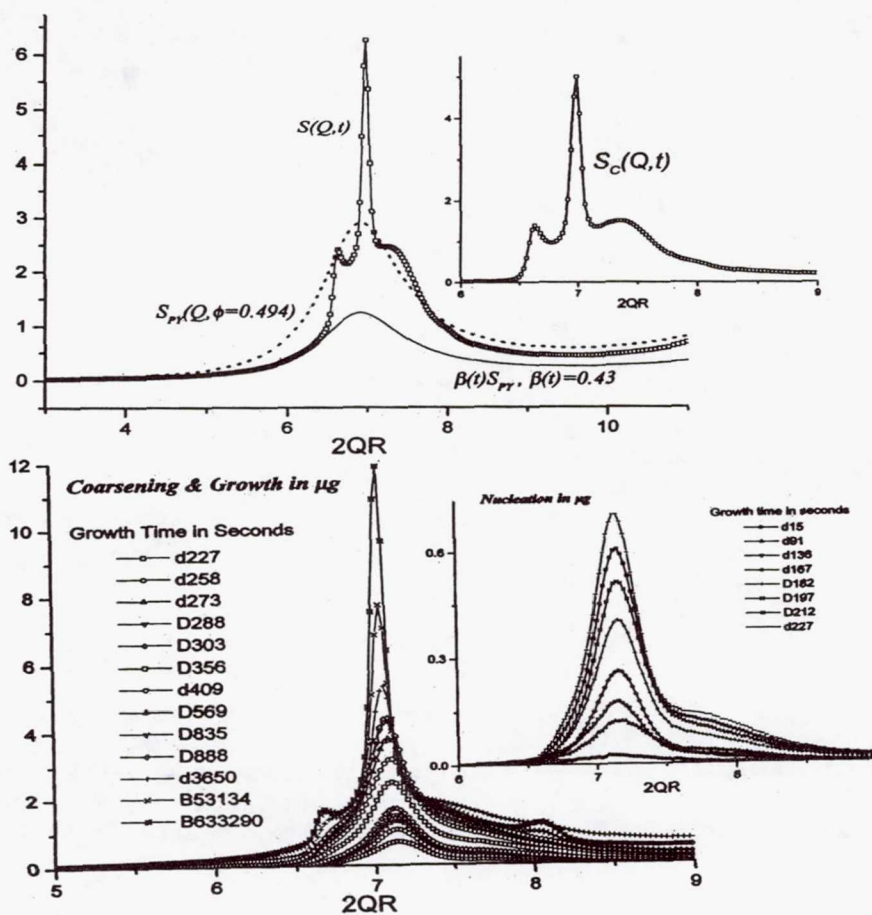 6
5
4
3
2
1
0
S(Q,t)
S_PY(Q,ϕ=0.494)
β(t)S_PY, β(t)=0.43
4
6
8
10
2QR
4
2
0
S_C(Q,t)
6
7
8
9
2QR
12
10
8
6
4
2
0
Coarsening & Growth in µg
Growth Time in Seconds
d227
d258
d273
D288
D303
D356
d409
D569
D835
D888
d3650
B53134
B633290
5
6
7
8
9
2QR
Nucleation in µg
0.6
0.3
0.0
Growth time in seconds
d15
d91
d136
d167
D182
D197
D212
d227
6
7
8
2QR